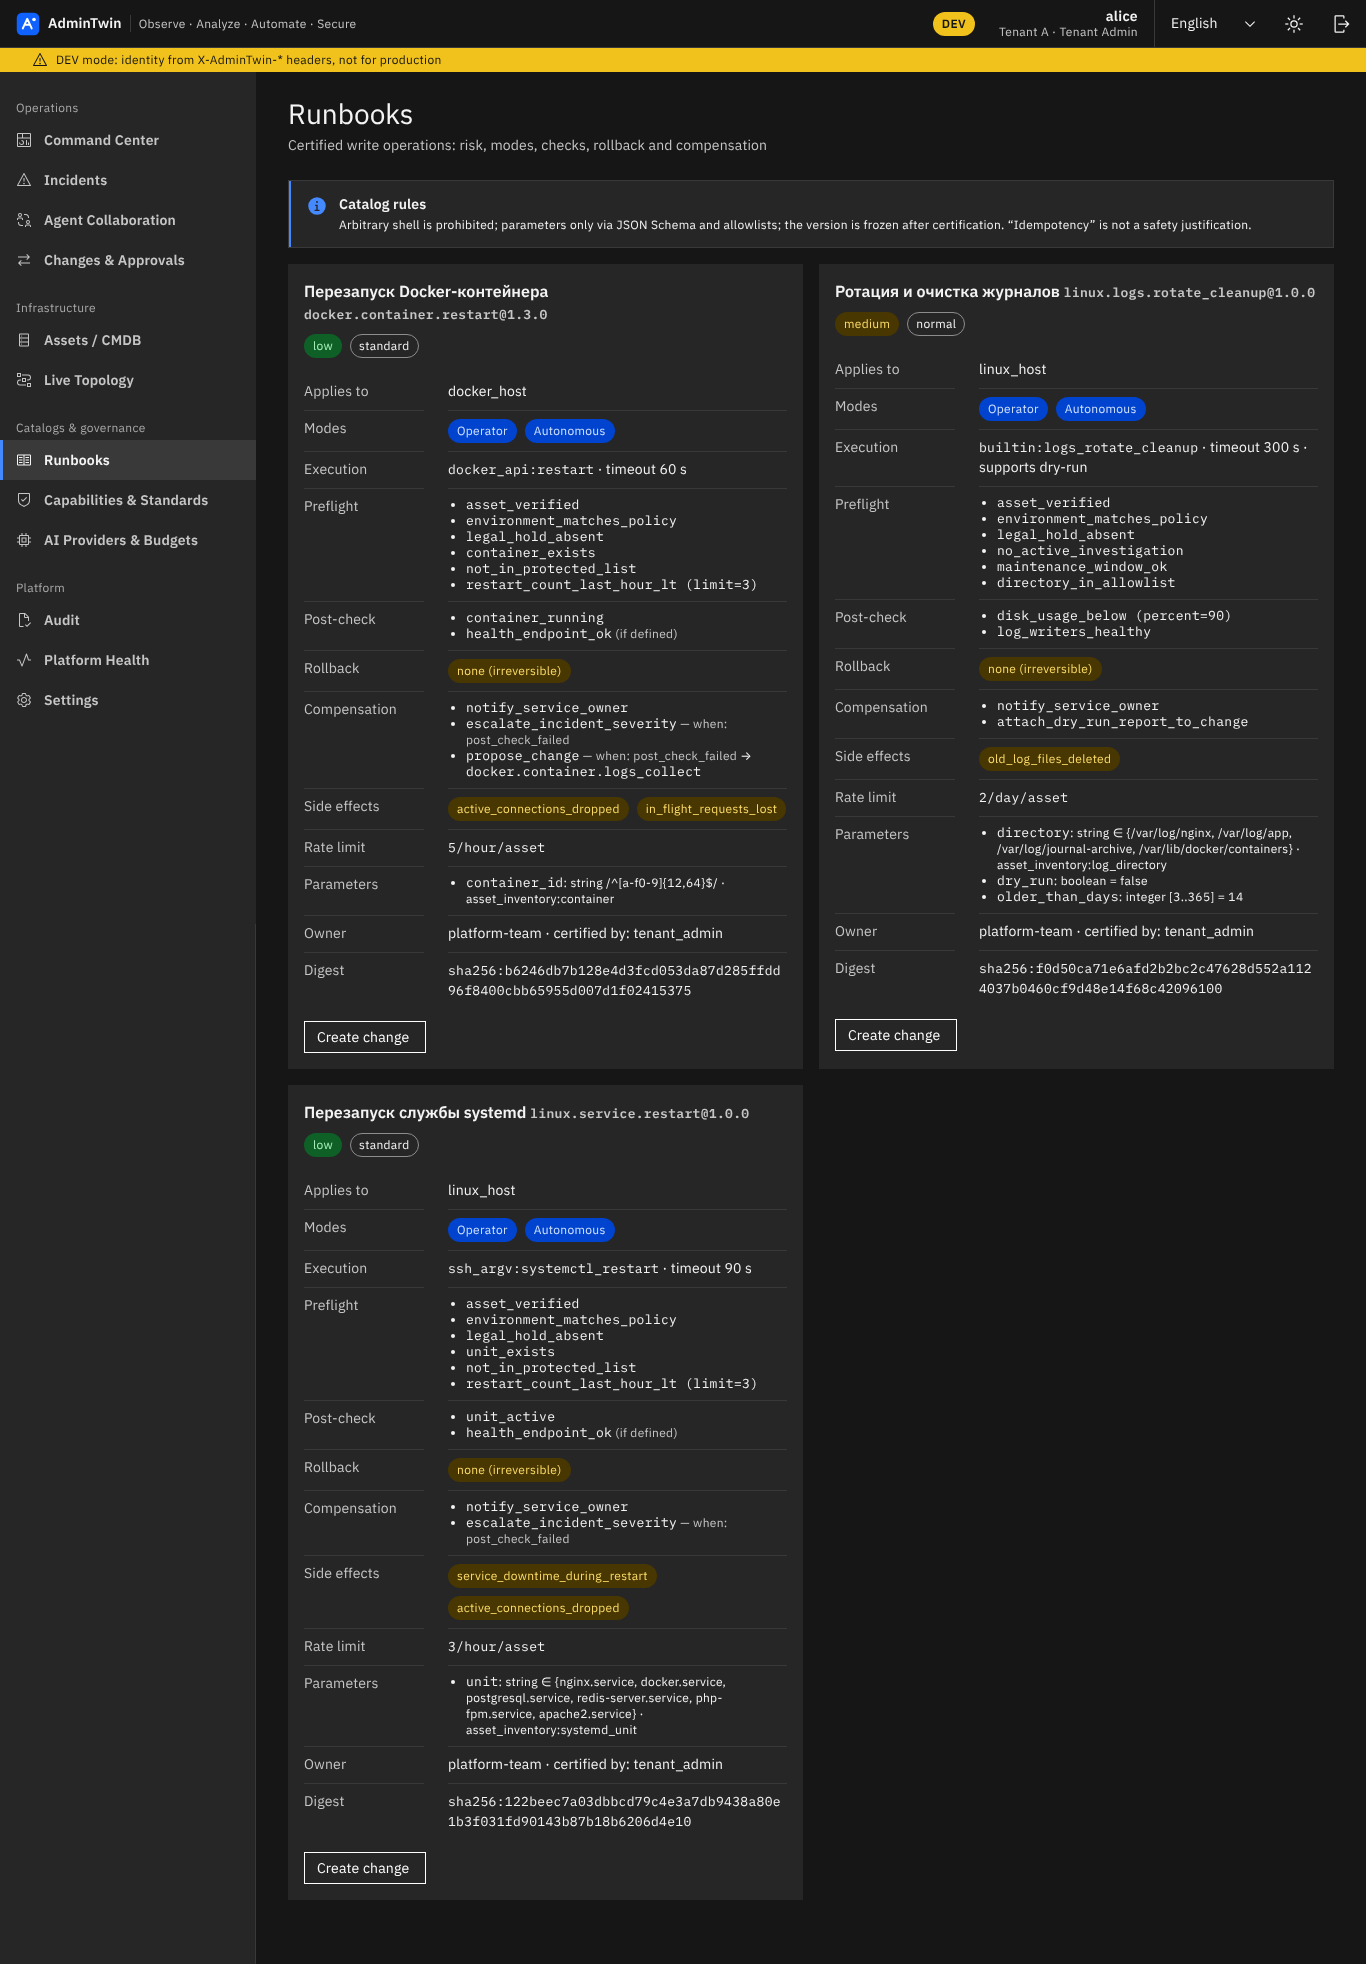 AdminTwin
Observe · Analyze · Automate · Secure
DEV
alice
Tenant A · Tenant Admin
English
DEV mode: identity from X-AdminTwin-* headers, not for production
Operations
Command Center
Incidents
Agent Collaboration
Changes & Approvals
Infrastructure
Assets / CMDB
Live Topology
Catalogs & governance
Runbooks
Capabilities & Standards
AI Providers & Budgets
Platform
Audit
Platform Health
Settings
Runbooks
Certified write operations: risk, modes, checks, rollback and compensation
Catalog rules
Arbitrary shell is prohibited; parameters only via JSON Schema and allowlists; the version is frozen after certification. “Idempotency” is not a safety justification.
Перезапуск Docker-контейнера
docker.container.restart@1.3.0
low standard
Applies to docker_host
Modes Operator Autonomous
Execution docker_api:restart · timeout 60 s
Preflight • asset_verified
• environment_matches_policy
• legal_hold_absent
• container_exists
• not_in_protected_list
• restart_count_last_hour_lt (limit=3)
Post-check • container_running
• health_endpoint_ok (if defined)
Rollback none (irreversible)
Compensation • notify_service_owner
• escalate_incident_severity — when:
post_check_failed
• propose_change — when: post_check_failed →
docker.container.logs_collect
Side effects active_connections_dropped in_flight_requests_lost
Rate limit 5/hour/asset
Parameters • container_id: string /^[a-f0-9]{12,64}$/ ·
asset_inventory:container
Owner platform-team · certified by: tenant_admin
Digest sha256:b6246db7b128e4d3fcd053da87d285ffdd
96f8400cbb65955d007d1f02415375
Create change
Ротация и очистка журналов linux.logs.rotate_cleanup@1.0.0
medium normal
Applies to linux_host
Modes Operator Autonomous
Execution builtin:logs_rotate_cleanup · timeout 300 s ·
supports dry-run
Preflight • asset_verified
• environment_matches_policy
• legal_hold_absent
• no_active_investigation
• maintenance_window_ok
• directory_in_allowlist
Post-check • disk_usage_below (percent=90)
• log_writers_healthy
Rollback none (irreversible)
Compensation • notify_service_owner
• attach_dry_run_report_to_change
Side effects old_log_files_deleted
Rate limit 2/day/asset
Parameters • directory: string ∈ {/var/log/nginx, /var/log/app,
/var/log/journal-archive, /var/lib/docker/containers} ·
asset_inventory:log_directory
• dry_run: boolean = false
• older_than_days: integer [3..365] = 14
Owner platform-team · certified by: tenant_admin
Digest sha256:f0d50ca71e6afd2b2bc2c47628d552a112
4037b0460cf9d48e14f68c42096100
Create change
Перезапуск службы systemd linux.service.restart@1.0.0
low standard
Applies to linux_host
Modes Operator Autonomous
Execution ssh_argv:systemctl_restart · timeout 90 s
Preflight • asset_verified
• environment_matches_policy
• legal_hold_absent
• unit_exists
• not_in_protected_list
• restart_count_last_hour_lt (limit=3)
Post-check • unit_active
• health_endpoint_ok (if defined)
Rollback none (irreversible)
Compensation • notify_service_owner
• escalate_incident_severity — when:
post_check_failed
Side effects service_downtime_during_restart
active_connections_dropped
Rate limit 3/hour/asset
Parameters • unit: string ∈ {nginx.service, docker.service,
postgresql.service, redis-server.service, php-
fpm.service, apache2.service} ·
asset_inventory:systemd_unit
Owner platform-team · certified by: tenant_admin
Digest sha256:122beec7a03dbbcd79c4e3a7db9438a80e
1b3f031fd90143b87b18b6206d4e10
Create change